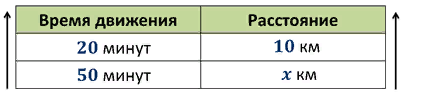 Время движения Расстояние
20 минут 10 км
50 минут x км